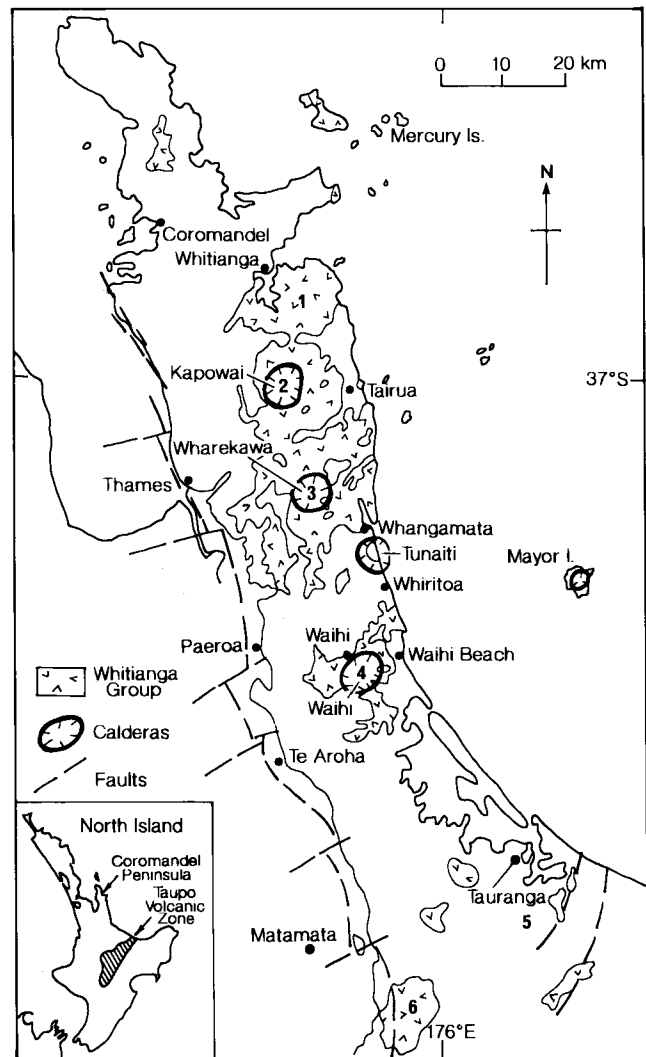 0 10 20 km
Mercury Is.
N
Coromandel
Whitianga
1
Kapowai
2
37°S
Tairua
Wharekawa
3
Thames
Whangamata
Tunaiti
Mayor I.
Whiritoa
Paeroa
Waihi
Waihi Beach
4
Waihi
Whitianga
Group
Calderas
Te Aroha
Faults
North Island
Coromandel
Peninsula
Taupo
Volcanic
Zone
Tauranga
5
Matamata
6
176°E